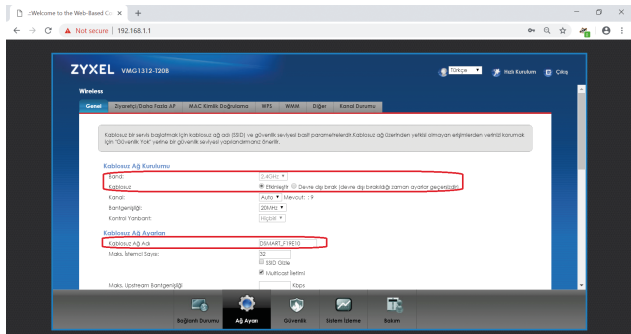 ::Welcome to the Web-Based Co
Not secure | 192.168.1.1
ZYXEL VMG1312-T20B
Türkçe Hızlı Kurulum Çıkış
Wireless
Genel Ziyaretçi/Daha Fazla AP MAC Kimlik Doğrulama WPS WMM Diğer Kanal Durumu
Kablosuz bir servis başlatmak için kablosuz ağ adı (SSID) ve güvenlik seviyesi basit parametrelerdir.Kablosuz ağ üzerinden yetkisi olmayan erişimlerden verinizi korumak
için "Güvenlik Yok" yerine bir güvenlik seviyesi yapılandırmanız önerilir.
Kablosuz Ağ Kurulumu
Band: 2.4GHz
Kablosuz: Etkinleştir Devre dışı bırak (devre dışı bırakıldığı zaman ayarlar geçersizdir)
Kanal: Auto Mevcut: : 9
Bantgenişliği: 20MHz
Kontrol Yanbant: Hiçbiri
Kablosuz Ağ Ayarları
Kablosuz Ağ Adı DSMART_F19E10
Maks. İstemci Sayısı: 32
SSID Gizle
Multicast İletimi
Maks. Upstream Bantgenişliği Kbps
Bağlantı Durumu Ağ Ayarı Güvenlik Sistem İzleme Bakım